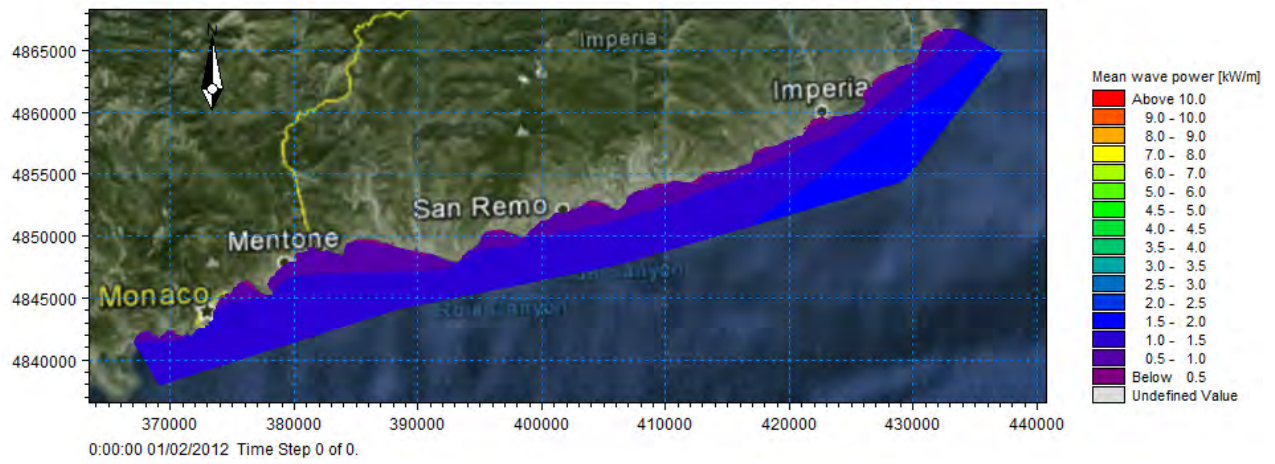 N
4865000
4860000
4855000
4850000
4845000
4840000
Imperia
Imperia
San Remo
Mentone
Monaco
Canyon
Roia Canyon
370000 380000 390000 400000 410000 420000 430000 440000
0:00:00 01/02/2012 Time Step 0 of 0.
Mean wave power [kW/m]
Above 10.0
9.0 - 10.0
8.0 - 9.0
7.0 - 8.0
6.0 - 7.0
5.0 - 6.0
4.5 - 5.0
4.0 - 4.5
3.5 - 4.0
3.0 - 3.5
2.5 - 3.0
2.0 - 2.5
1.5 - 2.0
1.0 - 1.5
0.5 - 1.0
Below 0.5
Undefined Value